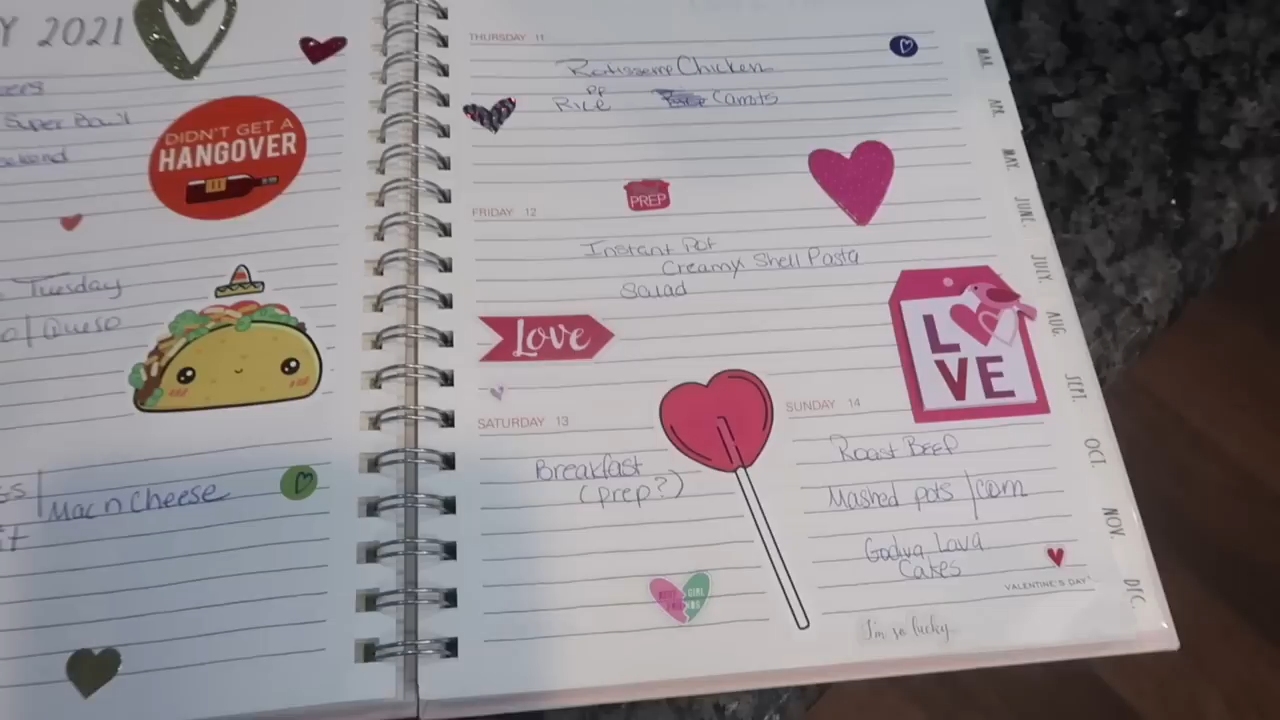 Y 2021
Super Bowl
DIDN'T GET A
HANGOVER
Tuesday
Queso
Mac n Cheese
it
THURSDAY 11
Rotisserie Chicken
Rice Carrots
PREP
FRIDAY 12
Instant Pot
Creamy Shell Pasta
Salad
Love
LOVE
SATURDAY 13
Breakfast
(prep?)
SUNDAY 14
Roast Beef
Mashed pots / corn
Godiva Lava
Cakes
VALENTINE'S DAY
I'm so lucky
MAR.
APR.
MAY.
JUNE.
JULY.
AUG.
SEPT.
OCT.
NOV.
DEC.